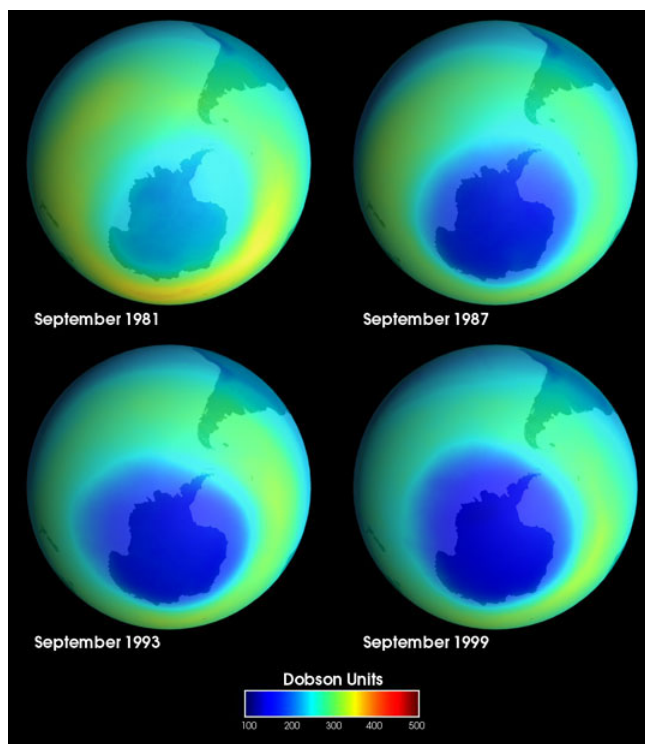 September 1981
September 1987
September 1993
September 1999
Dobson Units
100 200 300 400 500